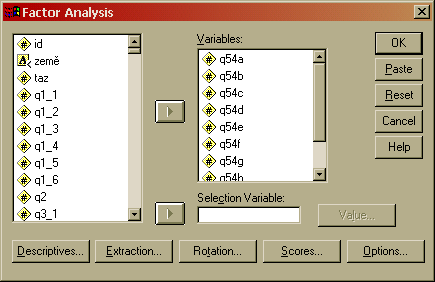 Factor Analysis
id
země
taz
q1_1
q1_2
q1_3
q1_4
q1_5
q1_6
q2
q3_1
Variables:
q54a
q54b
q54c
q54d
q54e
q54f
q54g
q54h
Selection Variable:
Value...
OK
Paste
Reset
Cancel
Help
Descriptives...
Extraction...
Rotation...
Scores...
Options...